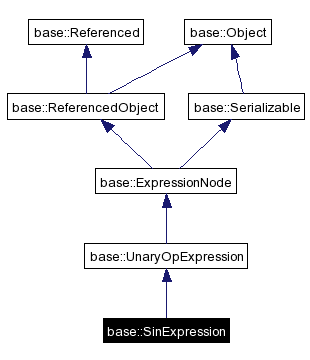 base::Referenced
base::Object
base::ReferencedObject
base::Serializable
base::ExpressionNode
base::UnaryOpExpression
base::SinExpression